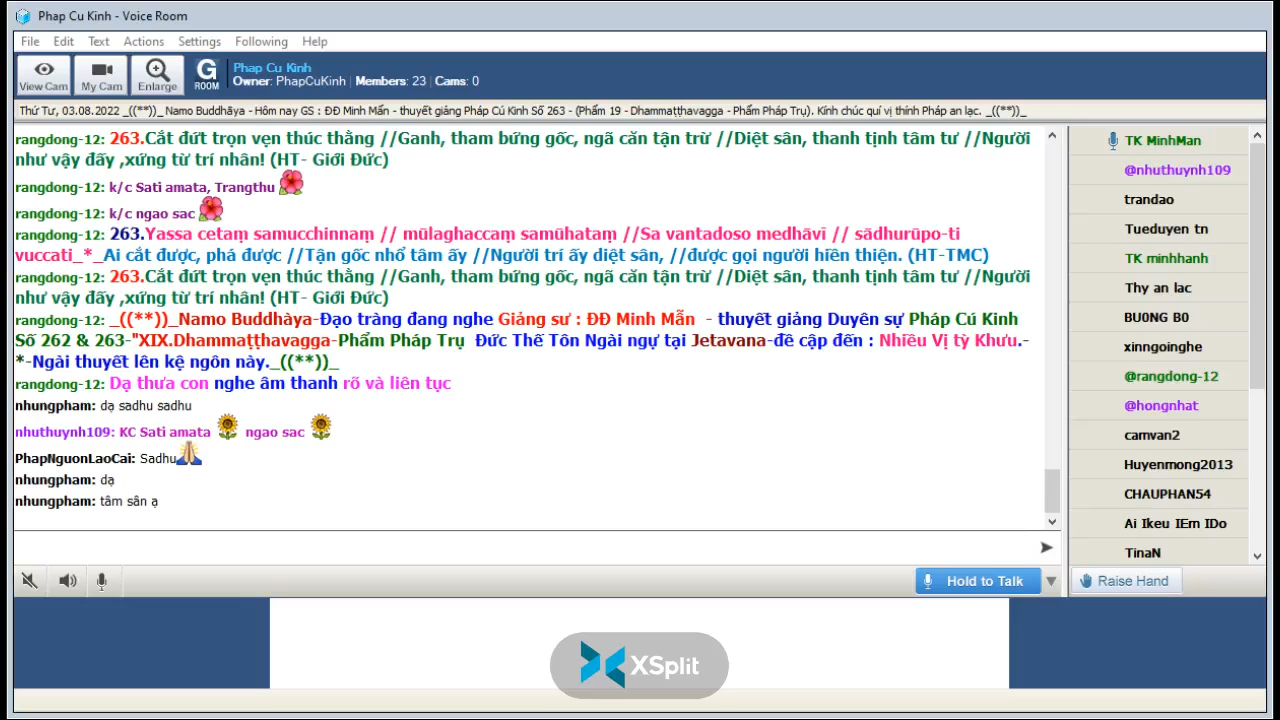 Phap Cu Kinh - Voice Room
File Edit Text Actions Settings Following Help
View Cam My Cam Enlarge G ROOM Phap Cu Kinh
Owner: PhapCuKinh | Members: 23 | Cams: 0
Thứ Tư, 03.08.2022 _((**))_ Namo Buddhāya - Hôm nay GS : ĐĐ Minh Mẫn - thuyết giảng Pháp Cú Kinh Số 263 - (Phẩm 19 - Dhammaṭṭhavagga - Phẩm Pháp Trụ). Kính chúc quí vị thính Pháp an lạc. _((**))_
rangdong-12: 263.Cắt đứt trọn vẹn thúc thằng //Ganh, tham bứng gốc, ngã căn tận trừ //Diệt sân, thanh tịnh tâm tư //Người
như vậy đấy ,xứng từ trí nhân! (HT- Giới Đức)
rangdong-12: k/c Sati amata, Trangthu
rangdong-12: k/c ngao sac
rangdong-12: 263.Yassa cetaṃ samucchinnaṃ // mūlaghaccaṃ samūhataṃ //Sa vantadoso medhāvī // sādhurūpo-ti
vuccati_*_Ai cắt được, phá được //Tận gốc nhổ tâm ấy //Người trí ấy diệt sân, //được gọi người hiền thiện. (HT-TMC)
rangdong-12: 263.Cắt đứt trọn vẹn thúc thằng //Ganh, tham bứng gốc, ngã căn tận trừ //Diệt sân, thanh tịnh tâm tư //Người
như vậy đấy ,xứng từ trí nhân! (HT- Giới Đức)
rangdong-12: _((**))_Namo Buddhàya-Đạo tràng đang nghe Giảng sư : ĐĐ Minh Mẫn - thuyết giảng Duyên sự Pháp Cú Kinh
Số 262 & 263-"XIX.Dhammaṭṭhavagga-Phẩm Pháp Trụ Đức Thế Tôn Ngài ngự tại Jetavana-đề cập đến : Nhiều Vị tỳ Khưu.-
*-Ngài thuyết lên kệ ngôn này._((**))_
rangdong-12: Dạ thưa con nghe âm thanh rõ và liên tục
nhungpham: dạ sadhu sadhu
nhuthuynh109: KC Sati amata ngao sac
PhapNguonLaoCai: Sadhu
nhungpham: dạ
nhungpham: tâm sân ạ
TK MinhMan
@nhuthuynh109
trandao
Tueduyen tn
TK minhhanh
Thy an lac
BU0NG B0
xinngoinghe
@rangdong-12
@hongnhat
camvan2
Huyenmong2013
CHAUPHAN54
Ai Ikeu IEm IDo
TinaN
Hold to Talk
Raise Hand
XSplit